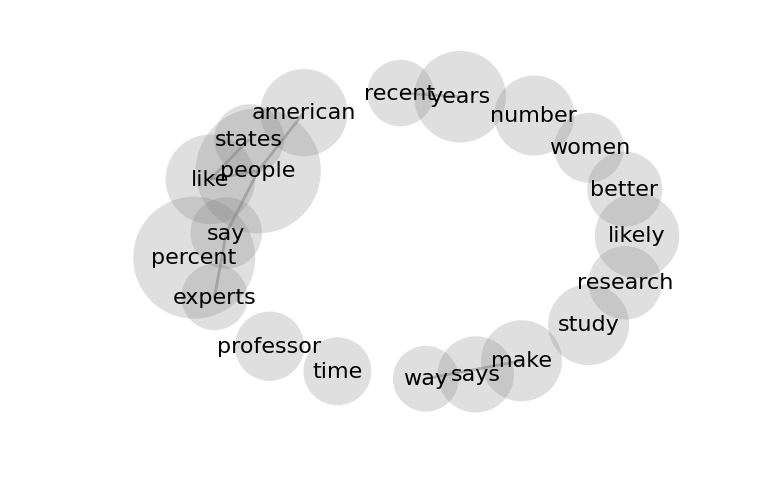 recent
years
american
number
states
women
people
like
better
say
likely
percent
research
experts
study
professor
make
time
way
says